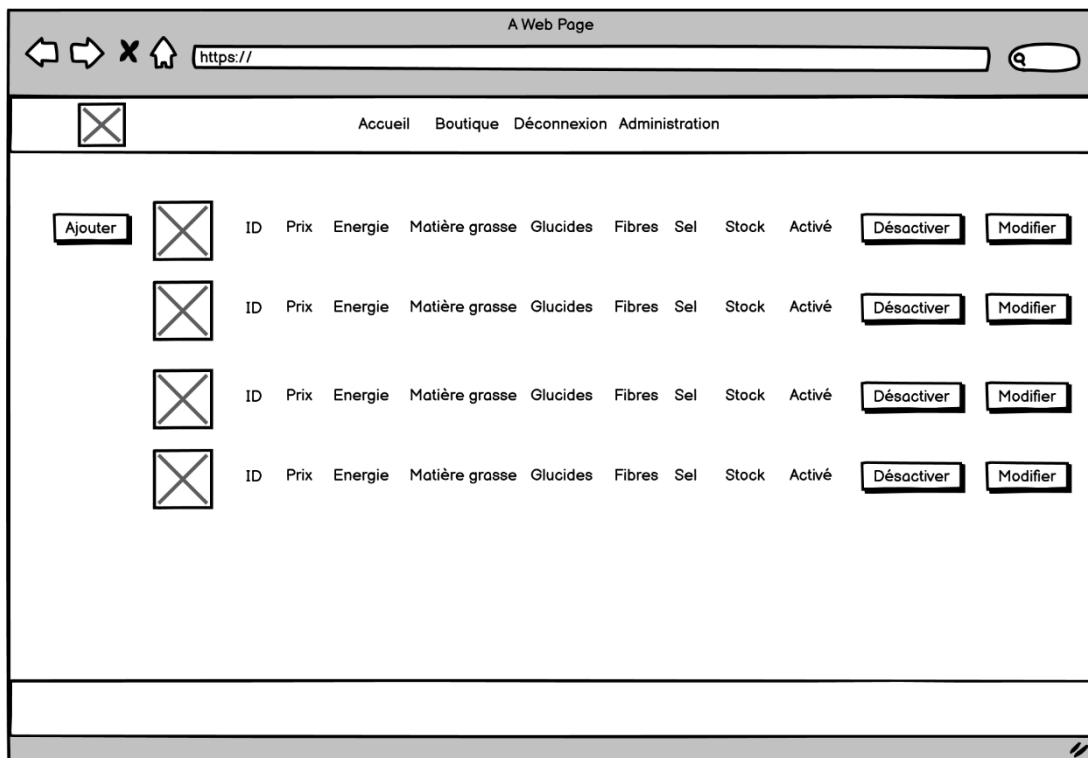 A Web Page
https://
Accueil Boutique Déconnexion Administration
Ajouter ID Prix Energie Matière grasse Glucides Fibres Sel Stock Activé Désactiver Modifier
ID Prix Energie Matière grasse Glucides Fibres Sel Stock Activé Désactiver Modifier
ID Prix Energie Matière grasse Glucides Fibres Sel Stock Activé Désactiver Modifier
ID Prix Energie Matière grasse Glucides Fibres Sel Stock Activé Désactiver Modifier